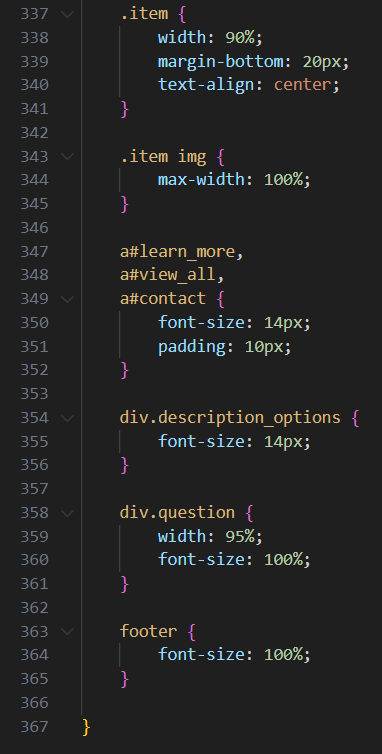 337 .item {
338 width: 90%;
339 margin-bottom: 20px;
340 text-align: center;
341 }
342
343 .item img {
344 max-width: 100%;
345 }
346
347 a#learn_more,
348 a#view_all,
349 a#contact {
350 font-size: 14px;
351 padding: 10px;
352 }
353
354 div.description_options {
355 font-size: 14px;
356 }
357
358 div.question {
359 width: 95%;
360 font-size: 100%;
361 }
362
363 footer {
364 font-size: 100%;
365 }
366
367 }